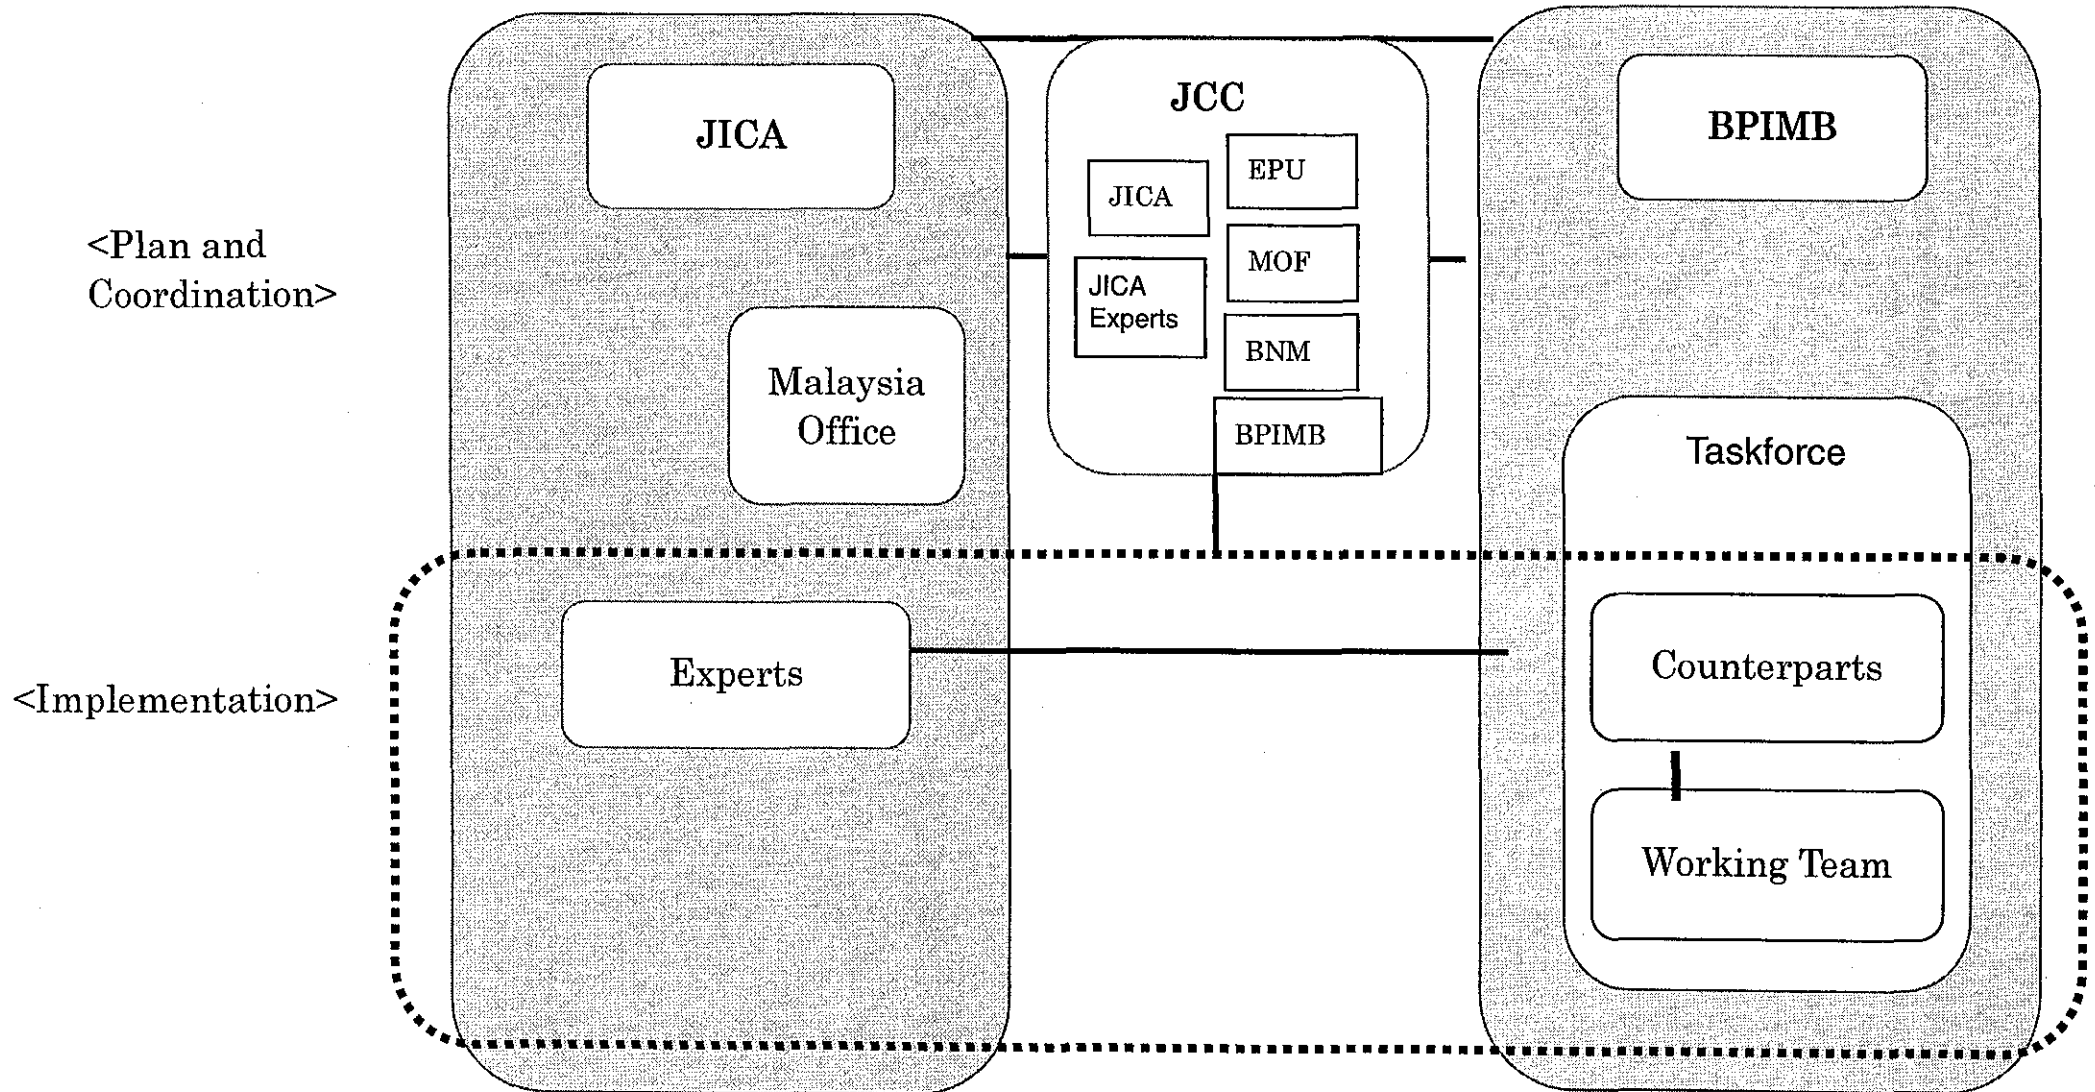 JCC
JICA
BPIMB
EPU
JICA
<Plan and
Coordination>
MOF
JICA
Experts
BNM
Malaysia
Office
BPIMB
Taskforce
Experts
Counterparts
<Implementation>
Working Team